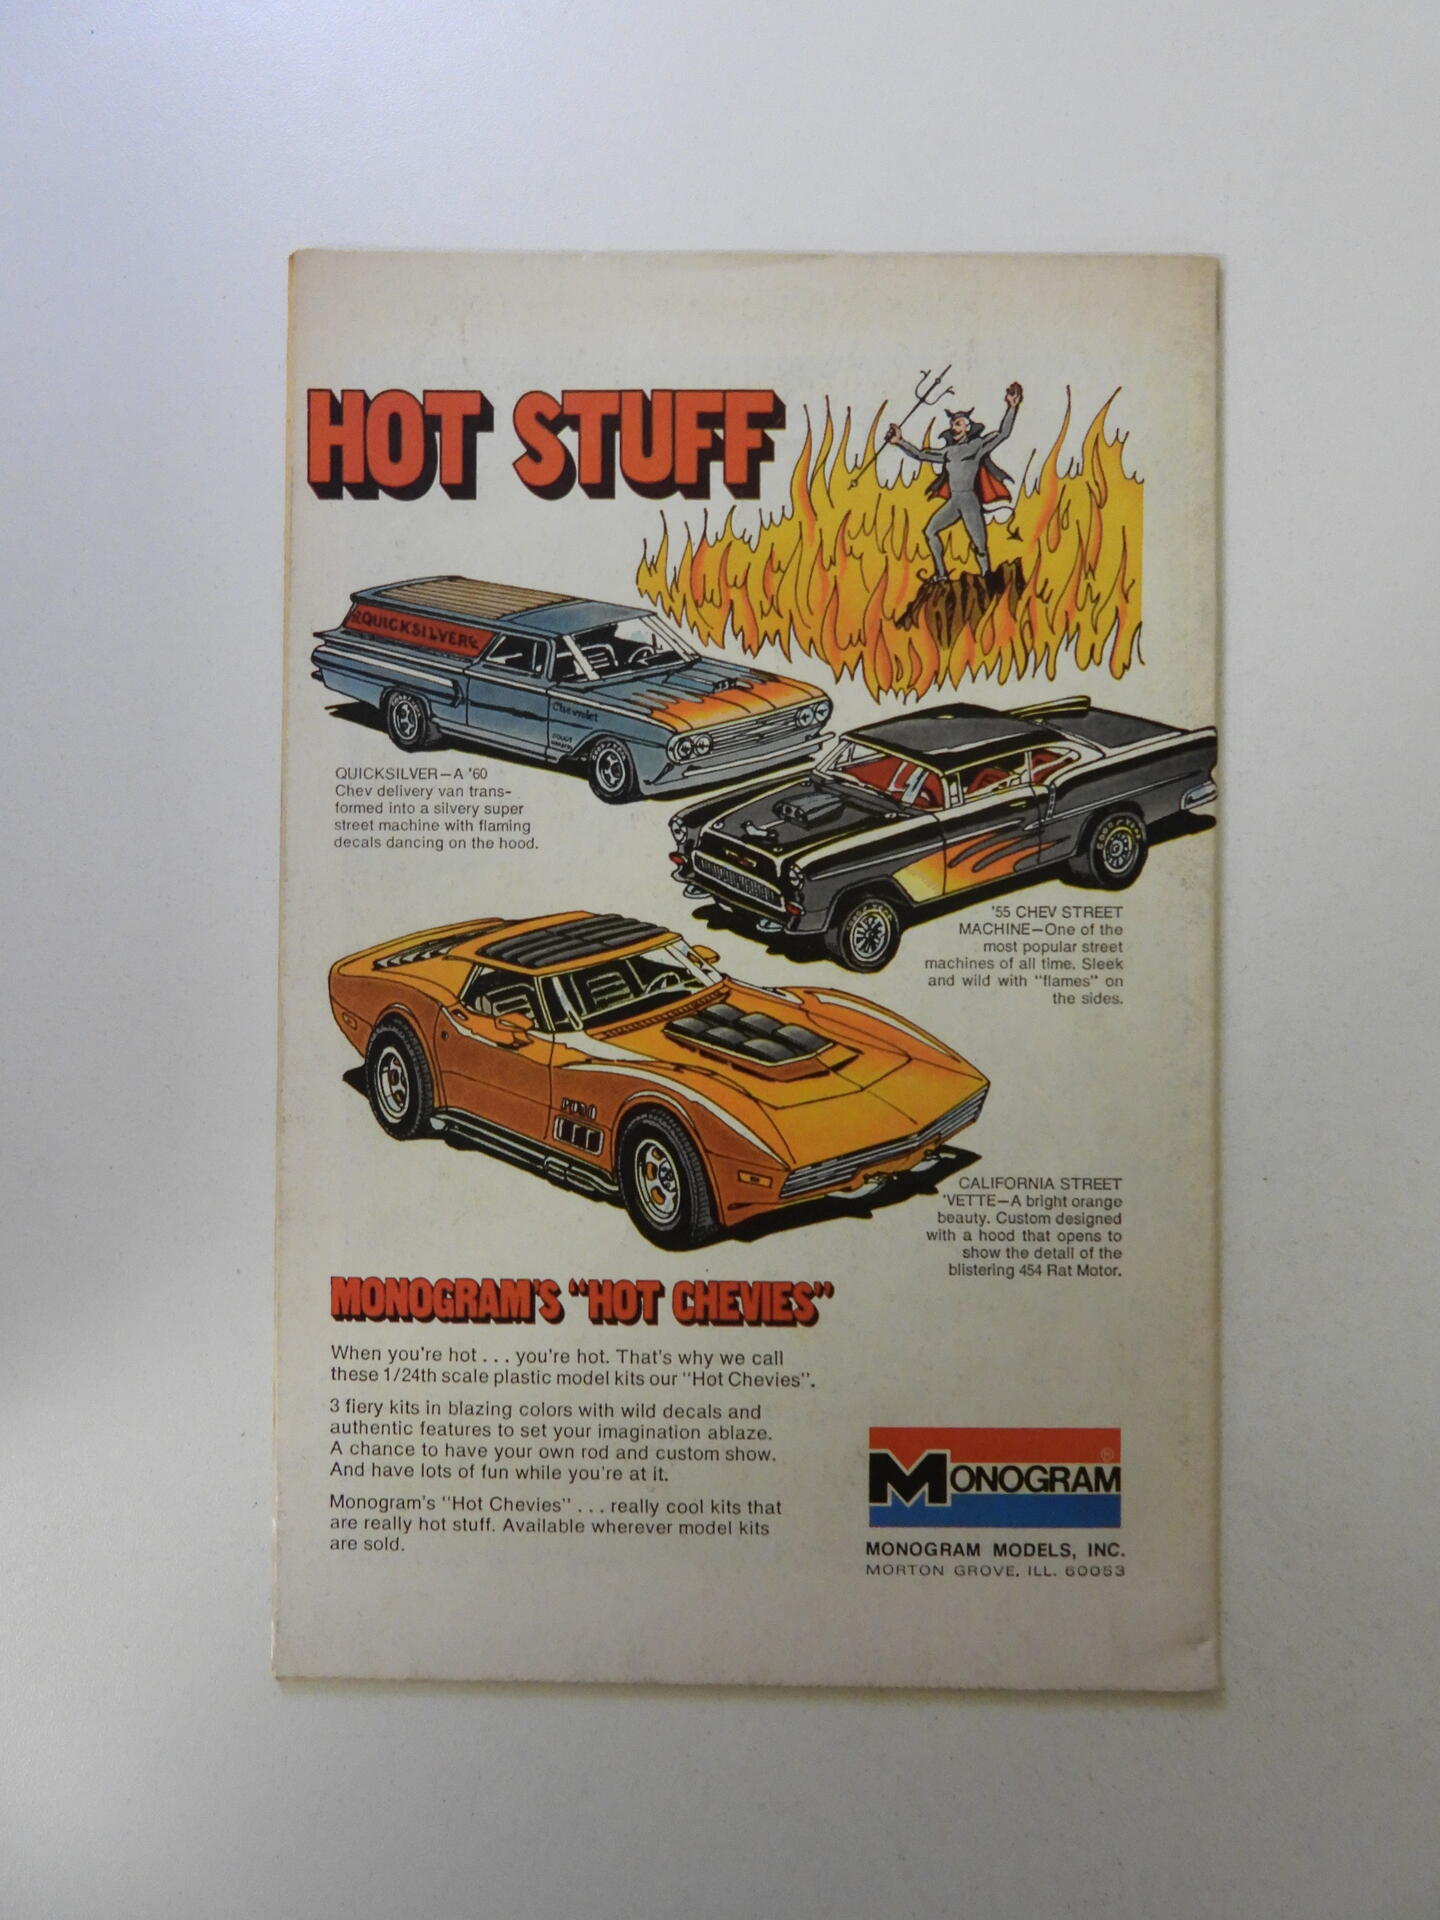 HOT STUFF
QUICKSILVER
Chevrolet
QUICKSILVER—A '60
Chev delivery van trans-
formed into a silvery super
street machine with flaming
decals dancing on the hood.
GOOD YEAR
GOOD YEAR
'55 CHEV STREET
MACHINE—One of the
most popular street
machines of all time. Sleek
and wild with "flames" on
the sides.
CALIFORNIA STREET
'VETTE—A bright orange
beauty. Custom designed
with a hood that opens to
show the detail of the
blistering 454 Rat Motor.
MONOGRAM'S "HOT CHEVIES"
When you're hot . . . you're hot. That's why we call
these 1/24th scale plastic model kits our "Hot Chevies".
3 fiery kits in blazing colors with wild decals and
authentic features to set your imagination ablaze.
A chance to have your own rod and custom show.
And have lots of fun while you're at it.
Monogram's "Hot Chevies" . . . really cool kits that
are really hot stuff. Available wherever model kits
are sold.
MONOGRAM®
MONOGRAM MODELS, INC.
MORTON GROVE, ILL. 60053